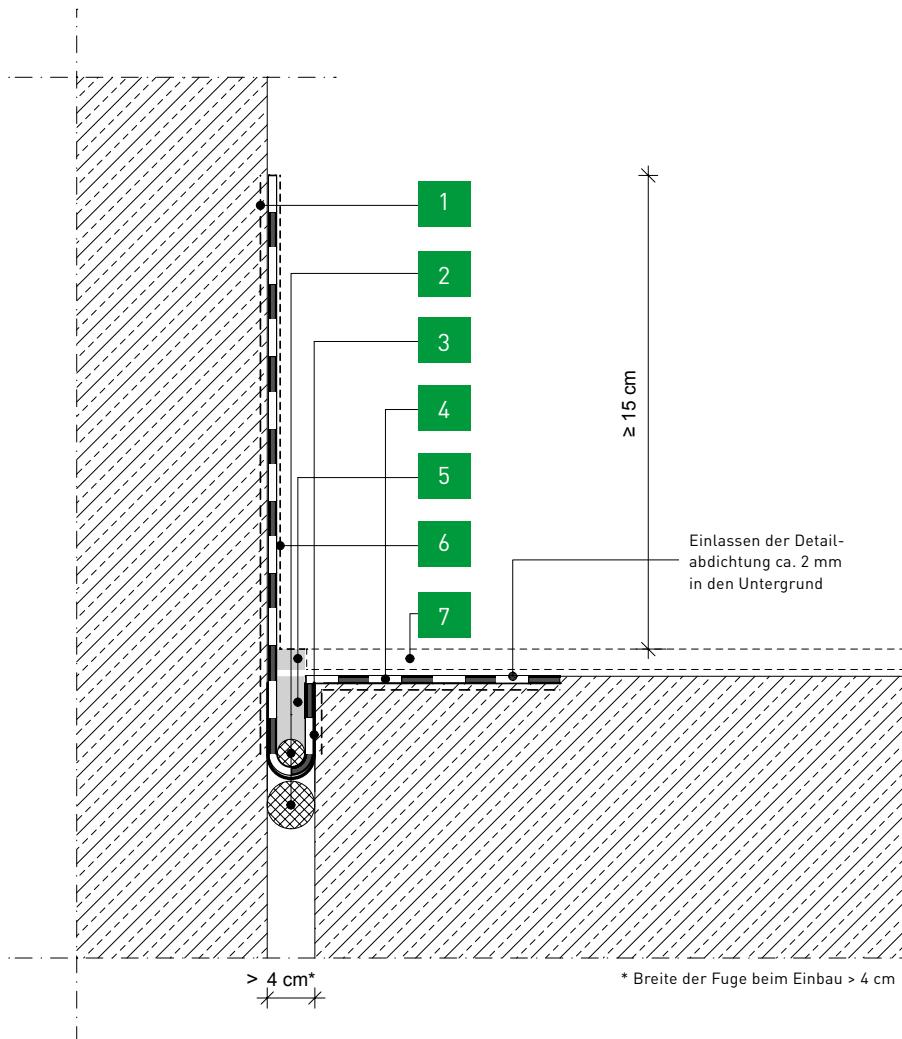 1
2
3
4
5
6
7
≥ 15 cm
Einlassen der Detail-
abdichtung ca. 2 mm
in den Untergrund
> 4 cm*
* Breite der Fuge beim Einbau > 4 cm